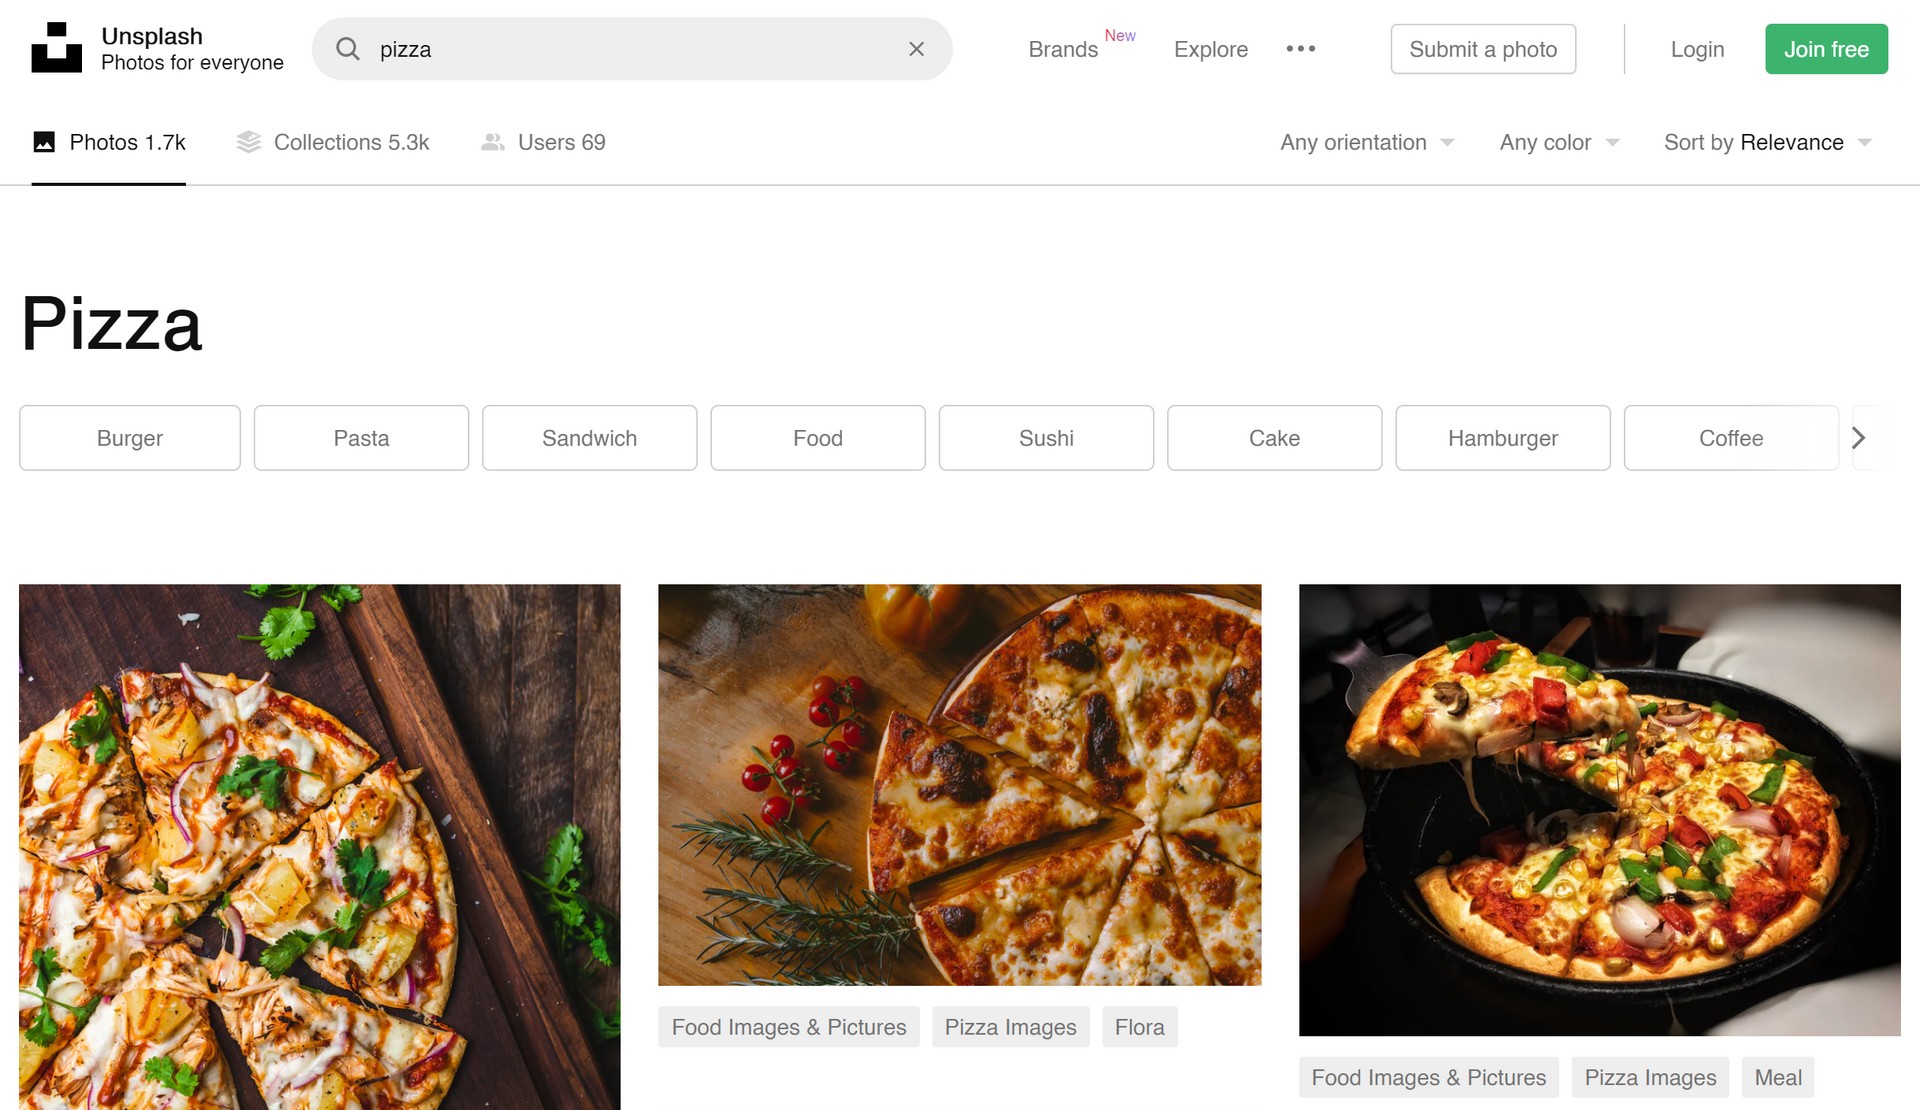 Unsplash
Photos for everyone
pizza
Brands New
Explore
Submit a photo
Login
Join free
Photos 1.7k
Collections 5.3k
Users 69
Any orientation
Any color
Sort by Relevance
Pizza
Burger
Pasta
Sandwich
Food
Sushi
Cake
Hamburger
Coffee
Food Images & Pictures
Pizza Images
Flora
Food Images & Pictures
Pizza Images
Meal